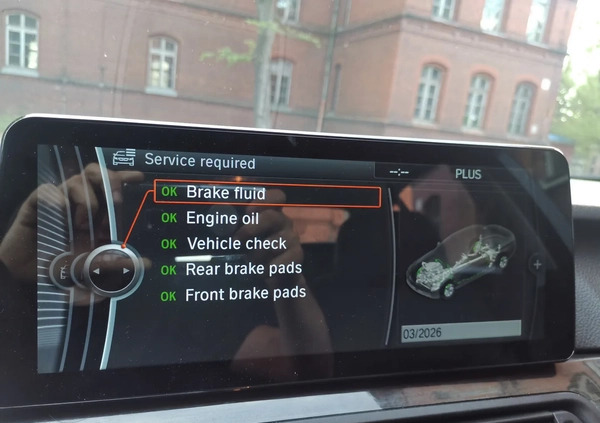 Service required
--:-- PLUS
OK Brake fluid
OK Engine oil
OK Vehicle check
OK Rear brake pads
OK Front brake pads
03/2026